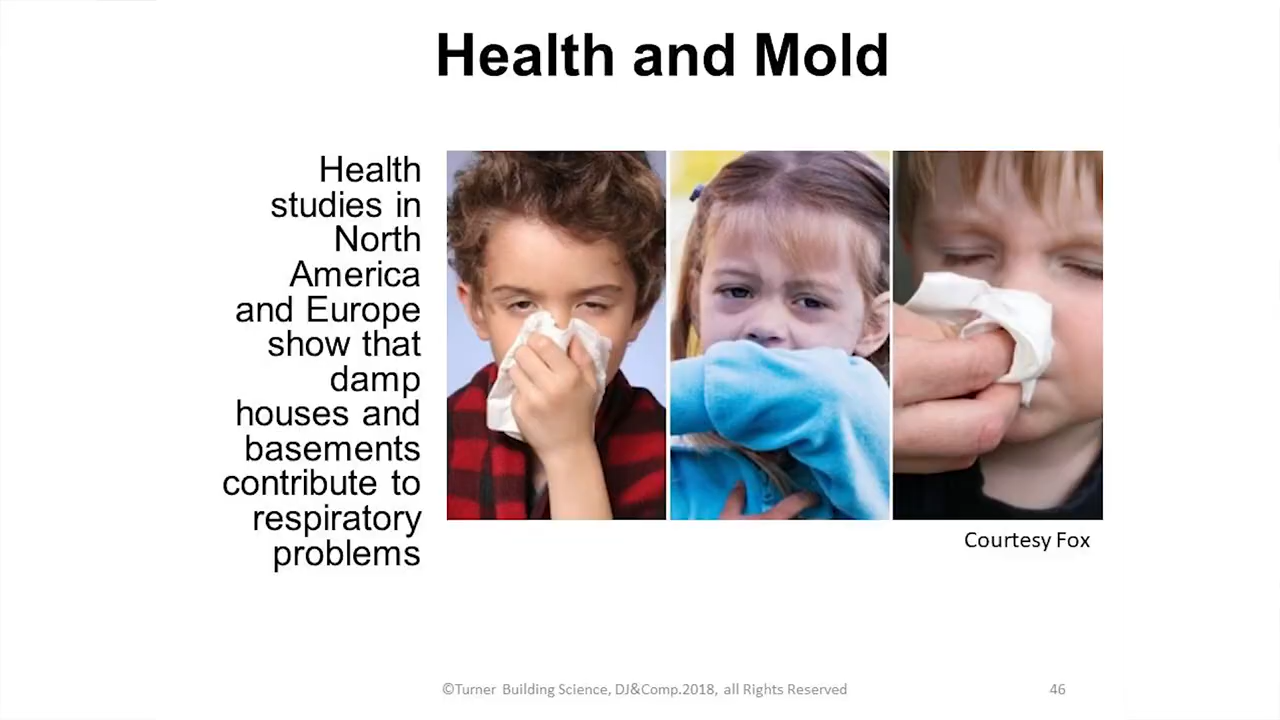 Health and Mold
Health
studies in
North
America
and Europe
show that
damp
houses and
basements
contribute to
respiratory
problems
Courtesy Fox
©Turner Building Science, DJ&Comp.2018, all Rights Reserved
46